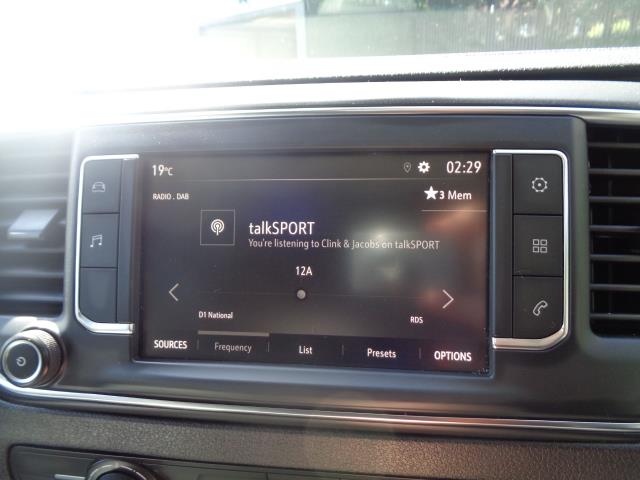 19°C 02:29
RADIO . DAB 3 Mem
talkSPORT
You're listening to Clink & Jacobs on talkSPORT
12A
D1 National RDS
SOURCES Frequency List Presets OPTIONS